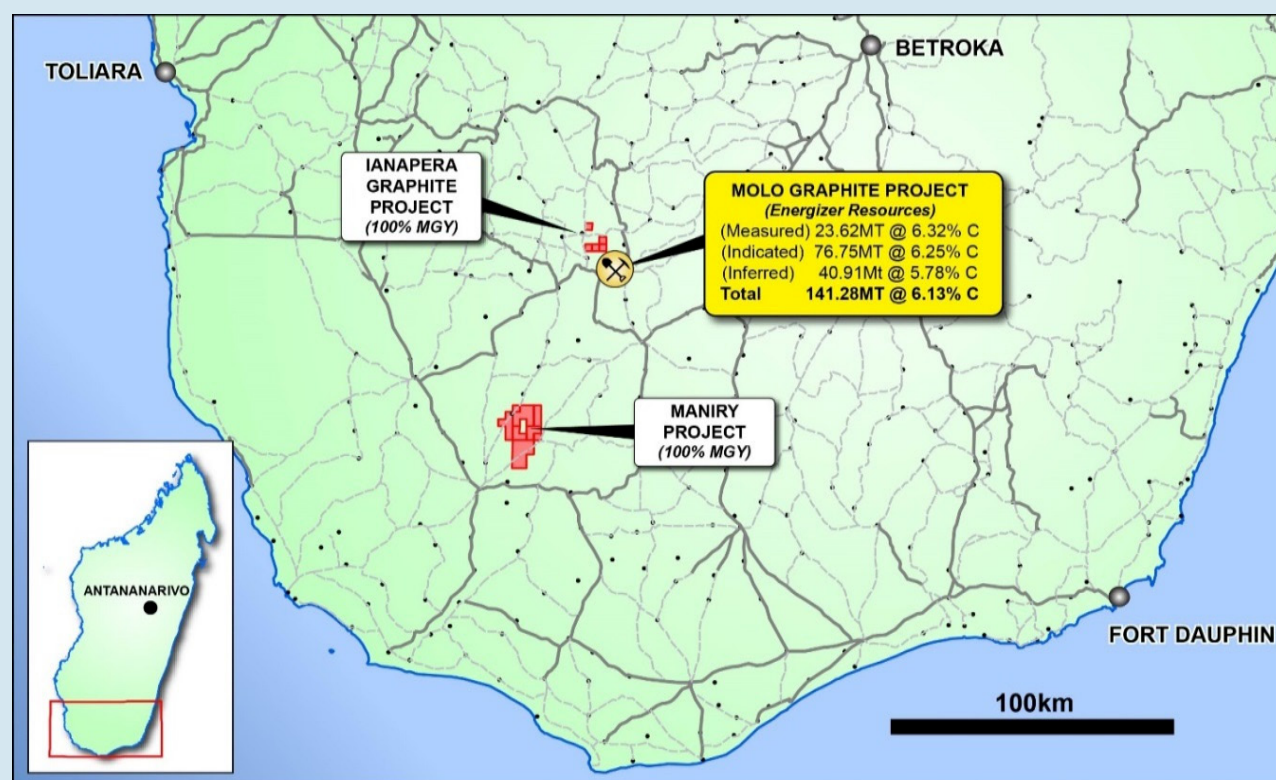 TOLIARA
BETROKA
IANAPERA
GRAPHITE
PROJECT
(100% MGY)
MOLO GRAPHITE PROJECT
(Energizer Resources)
(Measured) 23.62MT @ 6.32% C
(Indicated) 76.75MT @ 6.25% C
(Inferred) 40.91Mt @ 5.78% C
Total 141.28MT @ 6.13% C
MANIRY
PROJECT
(100% MGY)
ANTANANARIVO
FORT DAUPHIN
100km